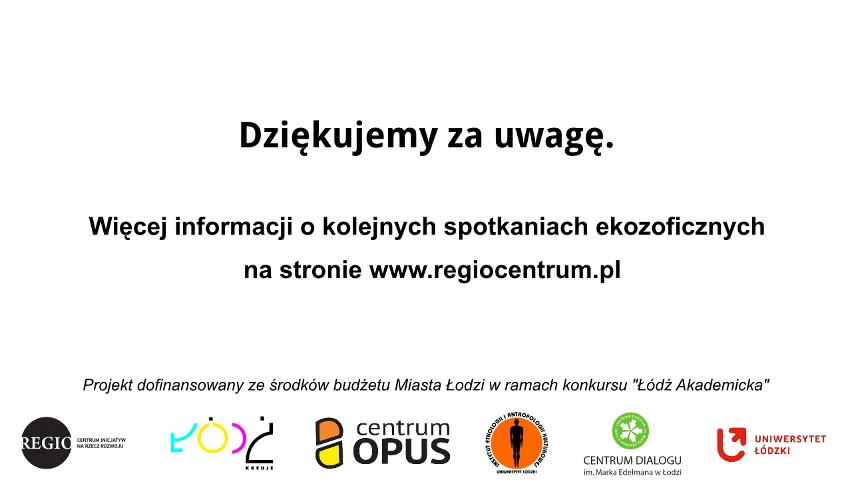 Dziękujemy za uwagę.
Więcej informacji o kolejnych spotkaniach ekozoficznych
na stronie www.regiocentrum.pl
Projekt dofinansowany ze środków budżetu Miasta Łodzi w ramach konkursu "Łódź Akademicka"
REGIO
CENTRUM INICJATYW
NA RZECZ ROZWOJU
ŁÓDŹ
KREUJE
centrum
OPUS
INSTYTUT ETNOLOGII I ANTROPOLOGII KULTUROWEJ
UNIWERSYTET ŁÓDZKI
CENTRUM DIALOGU
im. Marka Edelmana w Łodzi
UNIWERSYTET
ŁÓDZKI